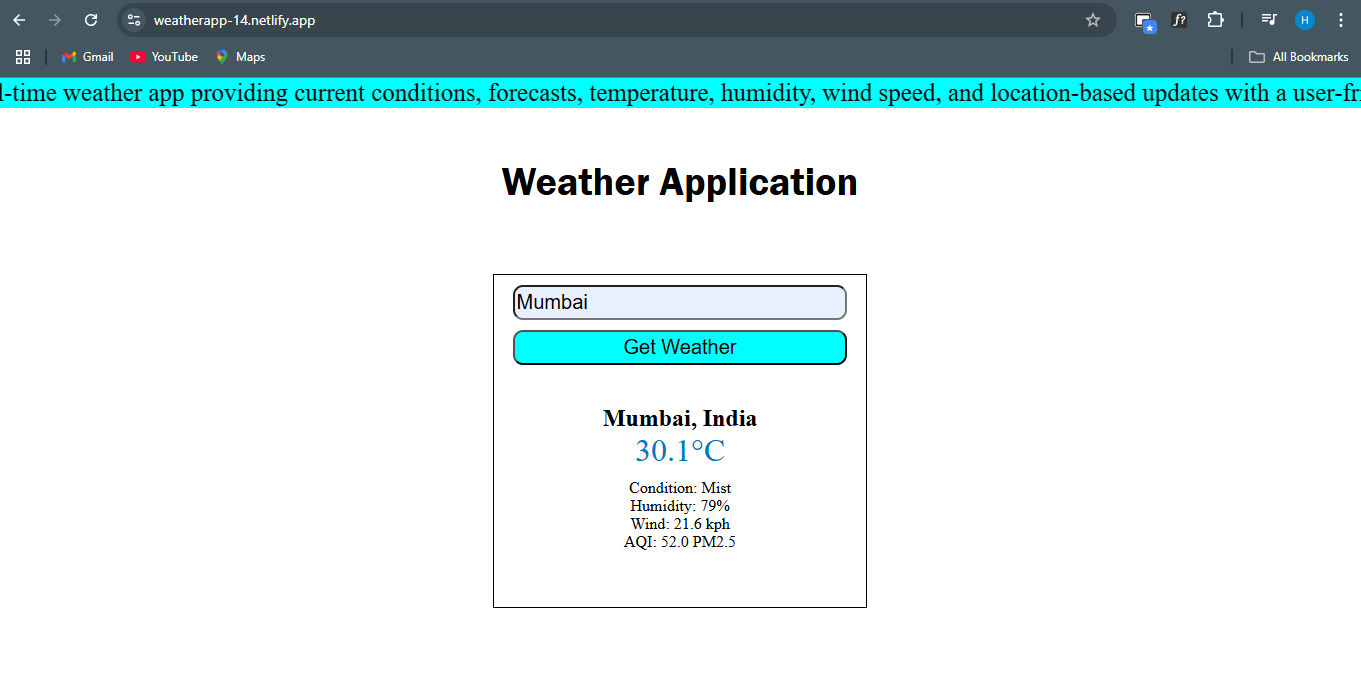 weatherapp-14.netlify.app
H
Gmail YouTube Maps All Bookmarks
-time weather app providing current conditions, forecasts, temperature, humidity, wind speed, and location-based updates with a user-fr
Weather Application
Mumbai
Get Weather
Mumbai, India
30.1°C
Condition: Mist
Humidity: 79%
Wind: 21.6 kph
AQI: 52.0 PM2.5